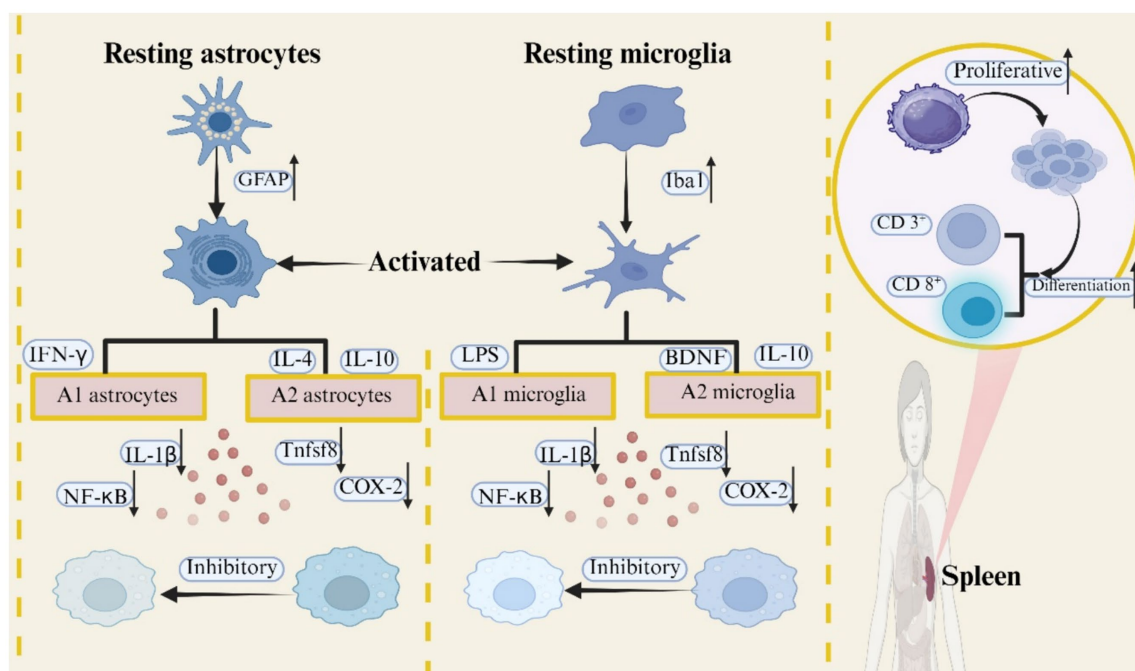 Resting astrocytes
GFAP
Activated
IFN-γ
IL-4
IL-10
A1 astrocytes
A2 astrocytes
IL-1β
Tnfsf8
NF-κB
COX-2
Inhibitory
Resting microglia
Iba1
LPS
BDNF
IL-10
A1 microglia
A2 microglia
IL-1β
Tnfsf8
NF-κB
COX-2
Inhibitory
Proliferative
CD 3⁺
CD 8⁺
Differentiation
Spleen